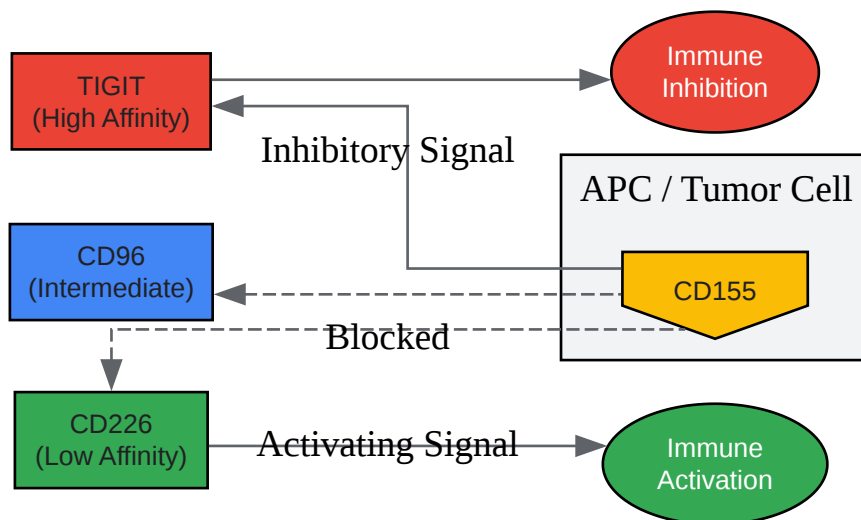 TIGIT
(High Affinity)
Immune
Inhibition
Inhibitory Signal
APC / Tumor Cell
CD96
(Intermediate)
CD155
Blocked
CD226
(Low Affinity)
Activating Signal
Immune
Activation